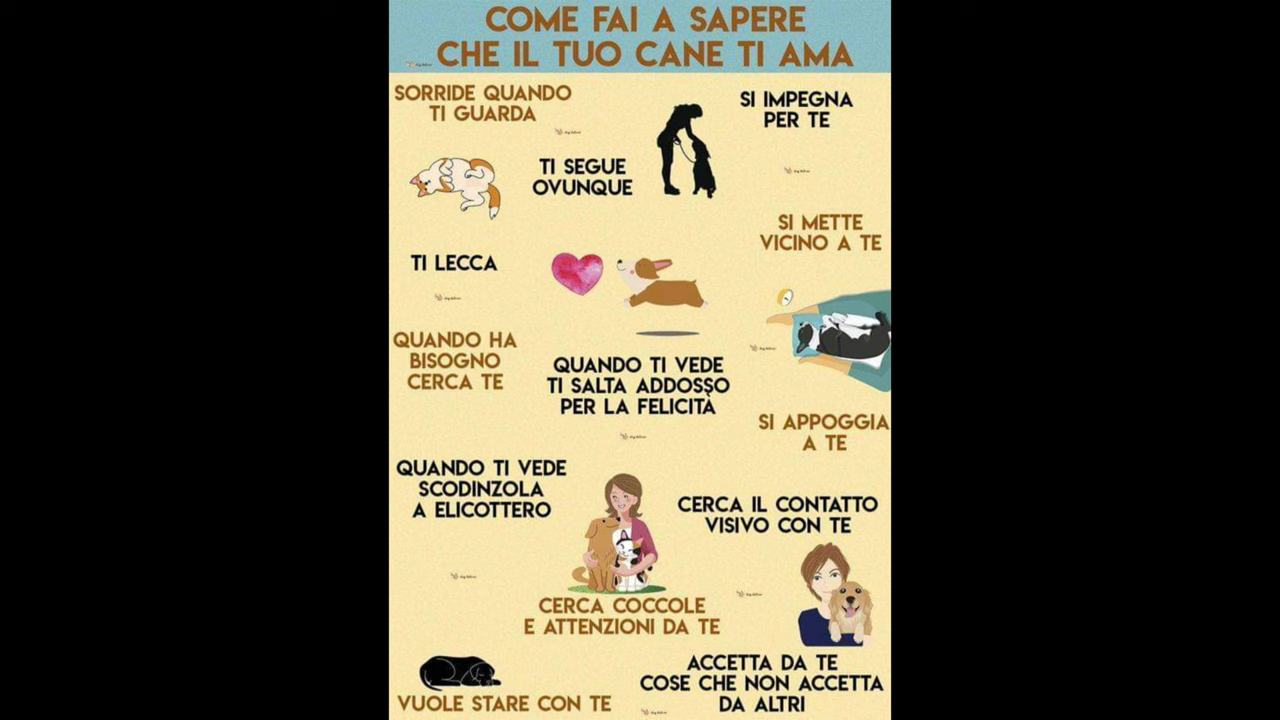 COME FAI A SAPERE
CHE IL TUO CANE TI AMA
SORRIDE QUANDO
TI GUARDA
SI IMPEGNA
PER TE
TI SEGUE
OVUNQUE
SI METTE
VICINO A TE
TI LECCA
QUANDO HA
BISOGNO
CERCA TE
QUANDO TI VEDE
TI SALTA ADDOSSO
PER LA FELICITÀ
SI APPOGGIA
A TE
QUANDO TI VEDE
SCODINZOLA
A ELICOTTERO
CERCA IL CONTATTO
VISIVO CON TE
CERCA COCCOLE
E ATTENZIONI DA TE
ACCETTA DA TE
COSE CHE NON ACCETTA
DA ALTRI
VUOLE STARE CON TE